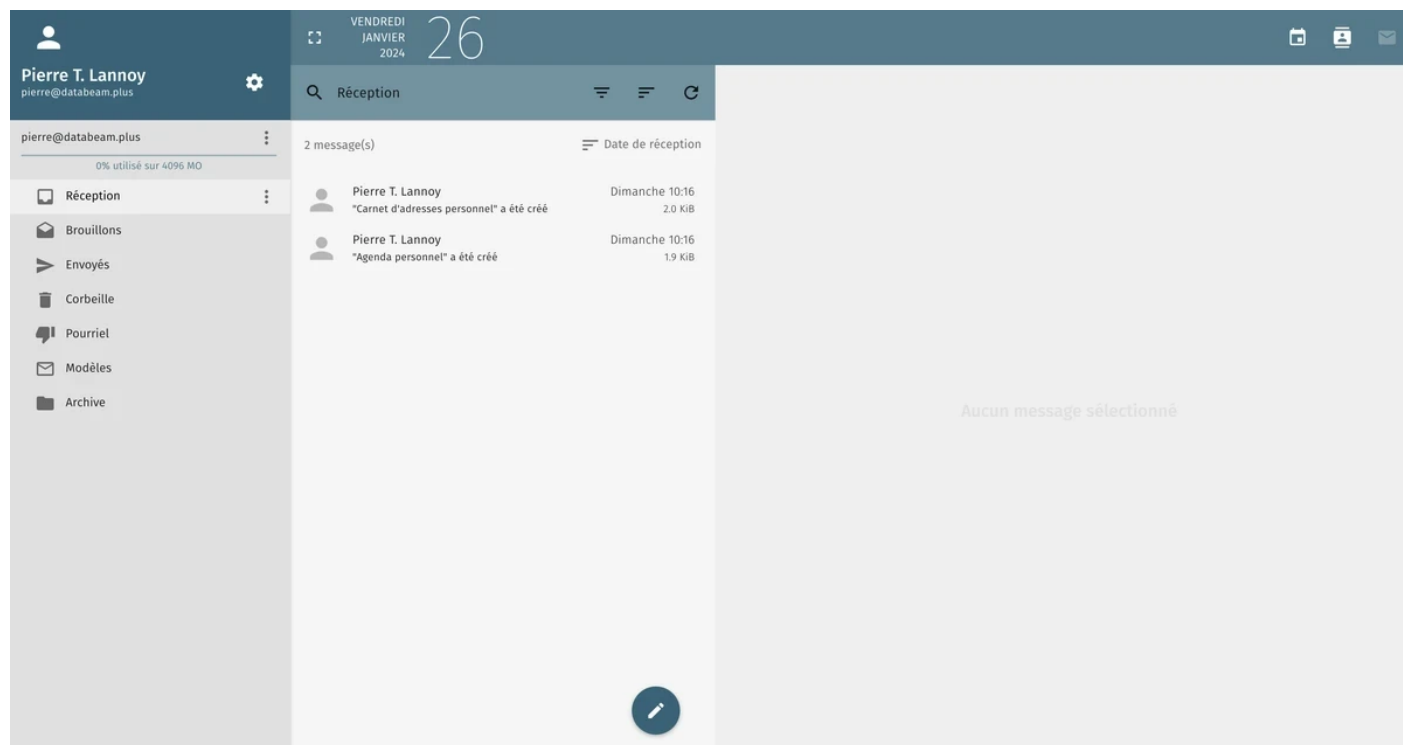 VENDREDI
JANVIER
2024
26
Pierre T. Lannoy
pierre@databeam.plus
Réception
pierre@databeam.plus
0% utilisé sur 4096 MO
Réception
Brouillons
Envoyés
Corbeille
Pourriel
Modèles
Archive
2 message(s)
Date de réception
Pierre T. Lannoy
Dimanche 10:16
"Carnet d'adresses personnel" a été créé
2.0 KiB
Pierre T. Lannoy
Dimanche 10:16
"Agenda personnel" a été créé
1.9 KiB
Aucun message sélectionné